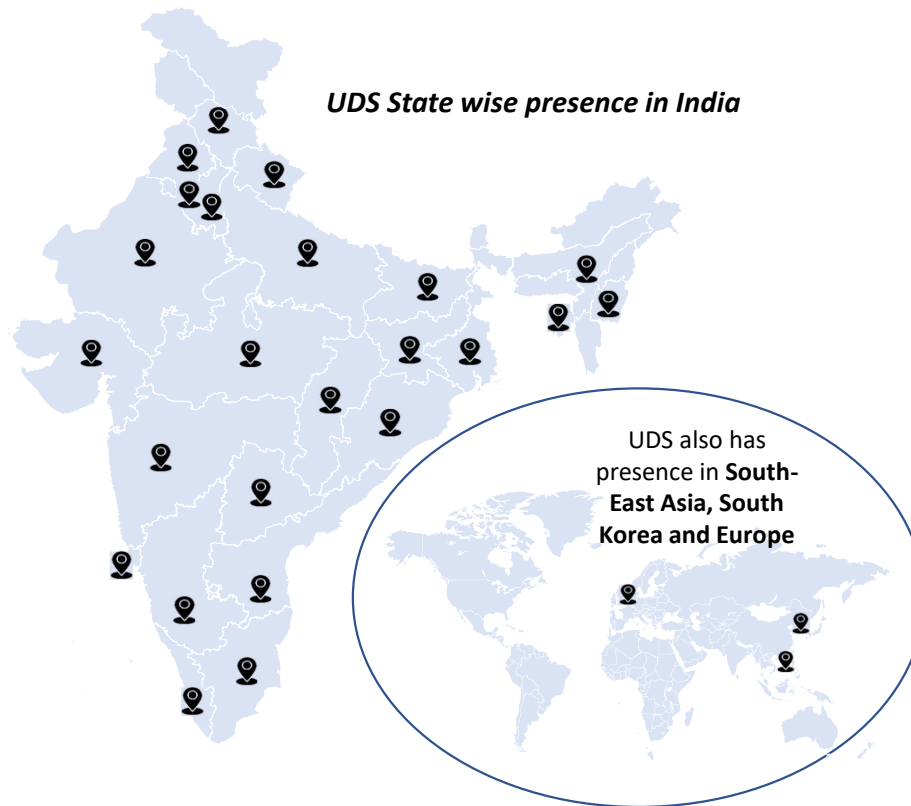 UDS State wise presence in India
UDS also has
presence in South-
East Asia, South
Korea and Europe